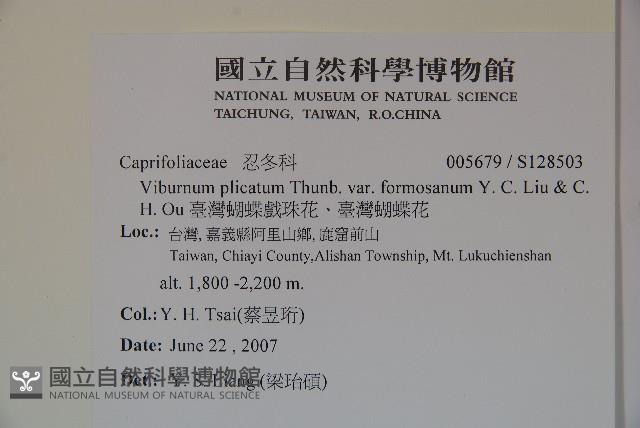 國立自然科學博物館
NATIONAL MUSEUM OF NATURAL SCIENCE
TAICHUNG, TAIWAN, R.O.CHINA
Caprifoliaceae 忍冬科 005679 / S128503
Viburnum plicatum Thunb. var. formosanum Y. C. Liu & C.
H. Ou 臺灣蝴蝶戲珠花、臺灣蝴蝶花
Loc.: 台灣, 嘉義縣阿里山鄉, 鹿窟前山
Taiwan, Chiayi County,Alishan Township, Mt. Lukuchienshan
alt. 1,800 -2,200 m.
Col.: Y. H. Tsai(蔡昱珩)
Date: June 22 , 2007
Det.: (梁珆碩)
國立自然科學博物館
NATIONAL MUSEUM OF NATURAL SCIENCE